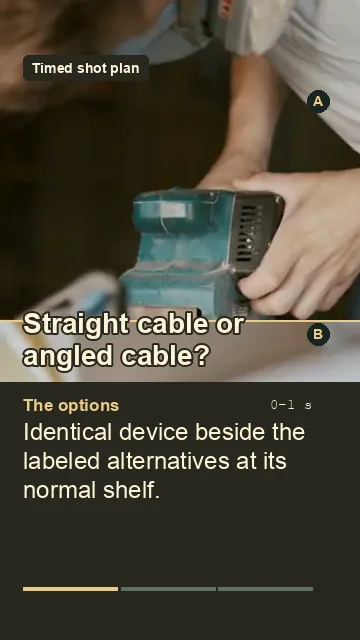 Timed shot plan
A
Straight cable or
B
angled cable?
The options
0–1 s
Identical device beside the
labeled alternatives at its
normal shelf.